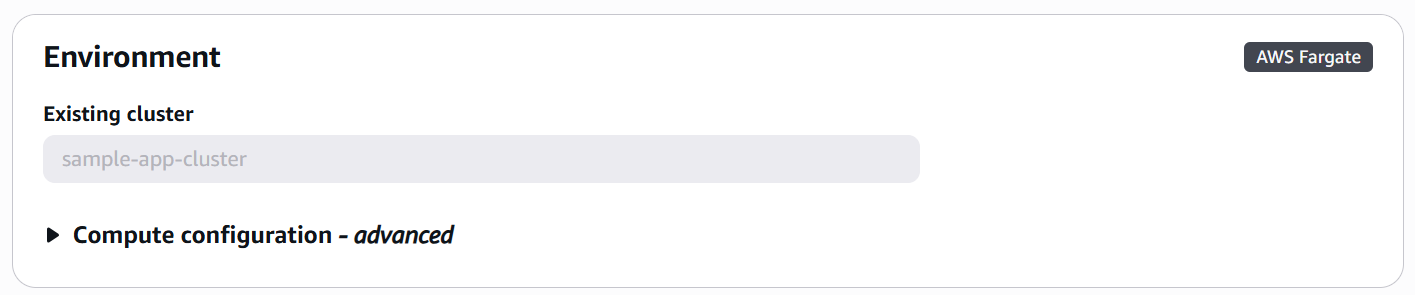 Environment
AWS Fargate
Existing cluster
sample-app-cluster
Compute configuration - advanced